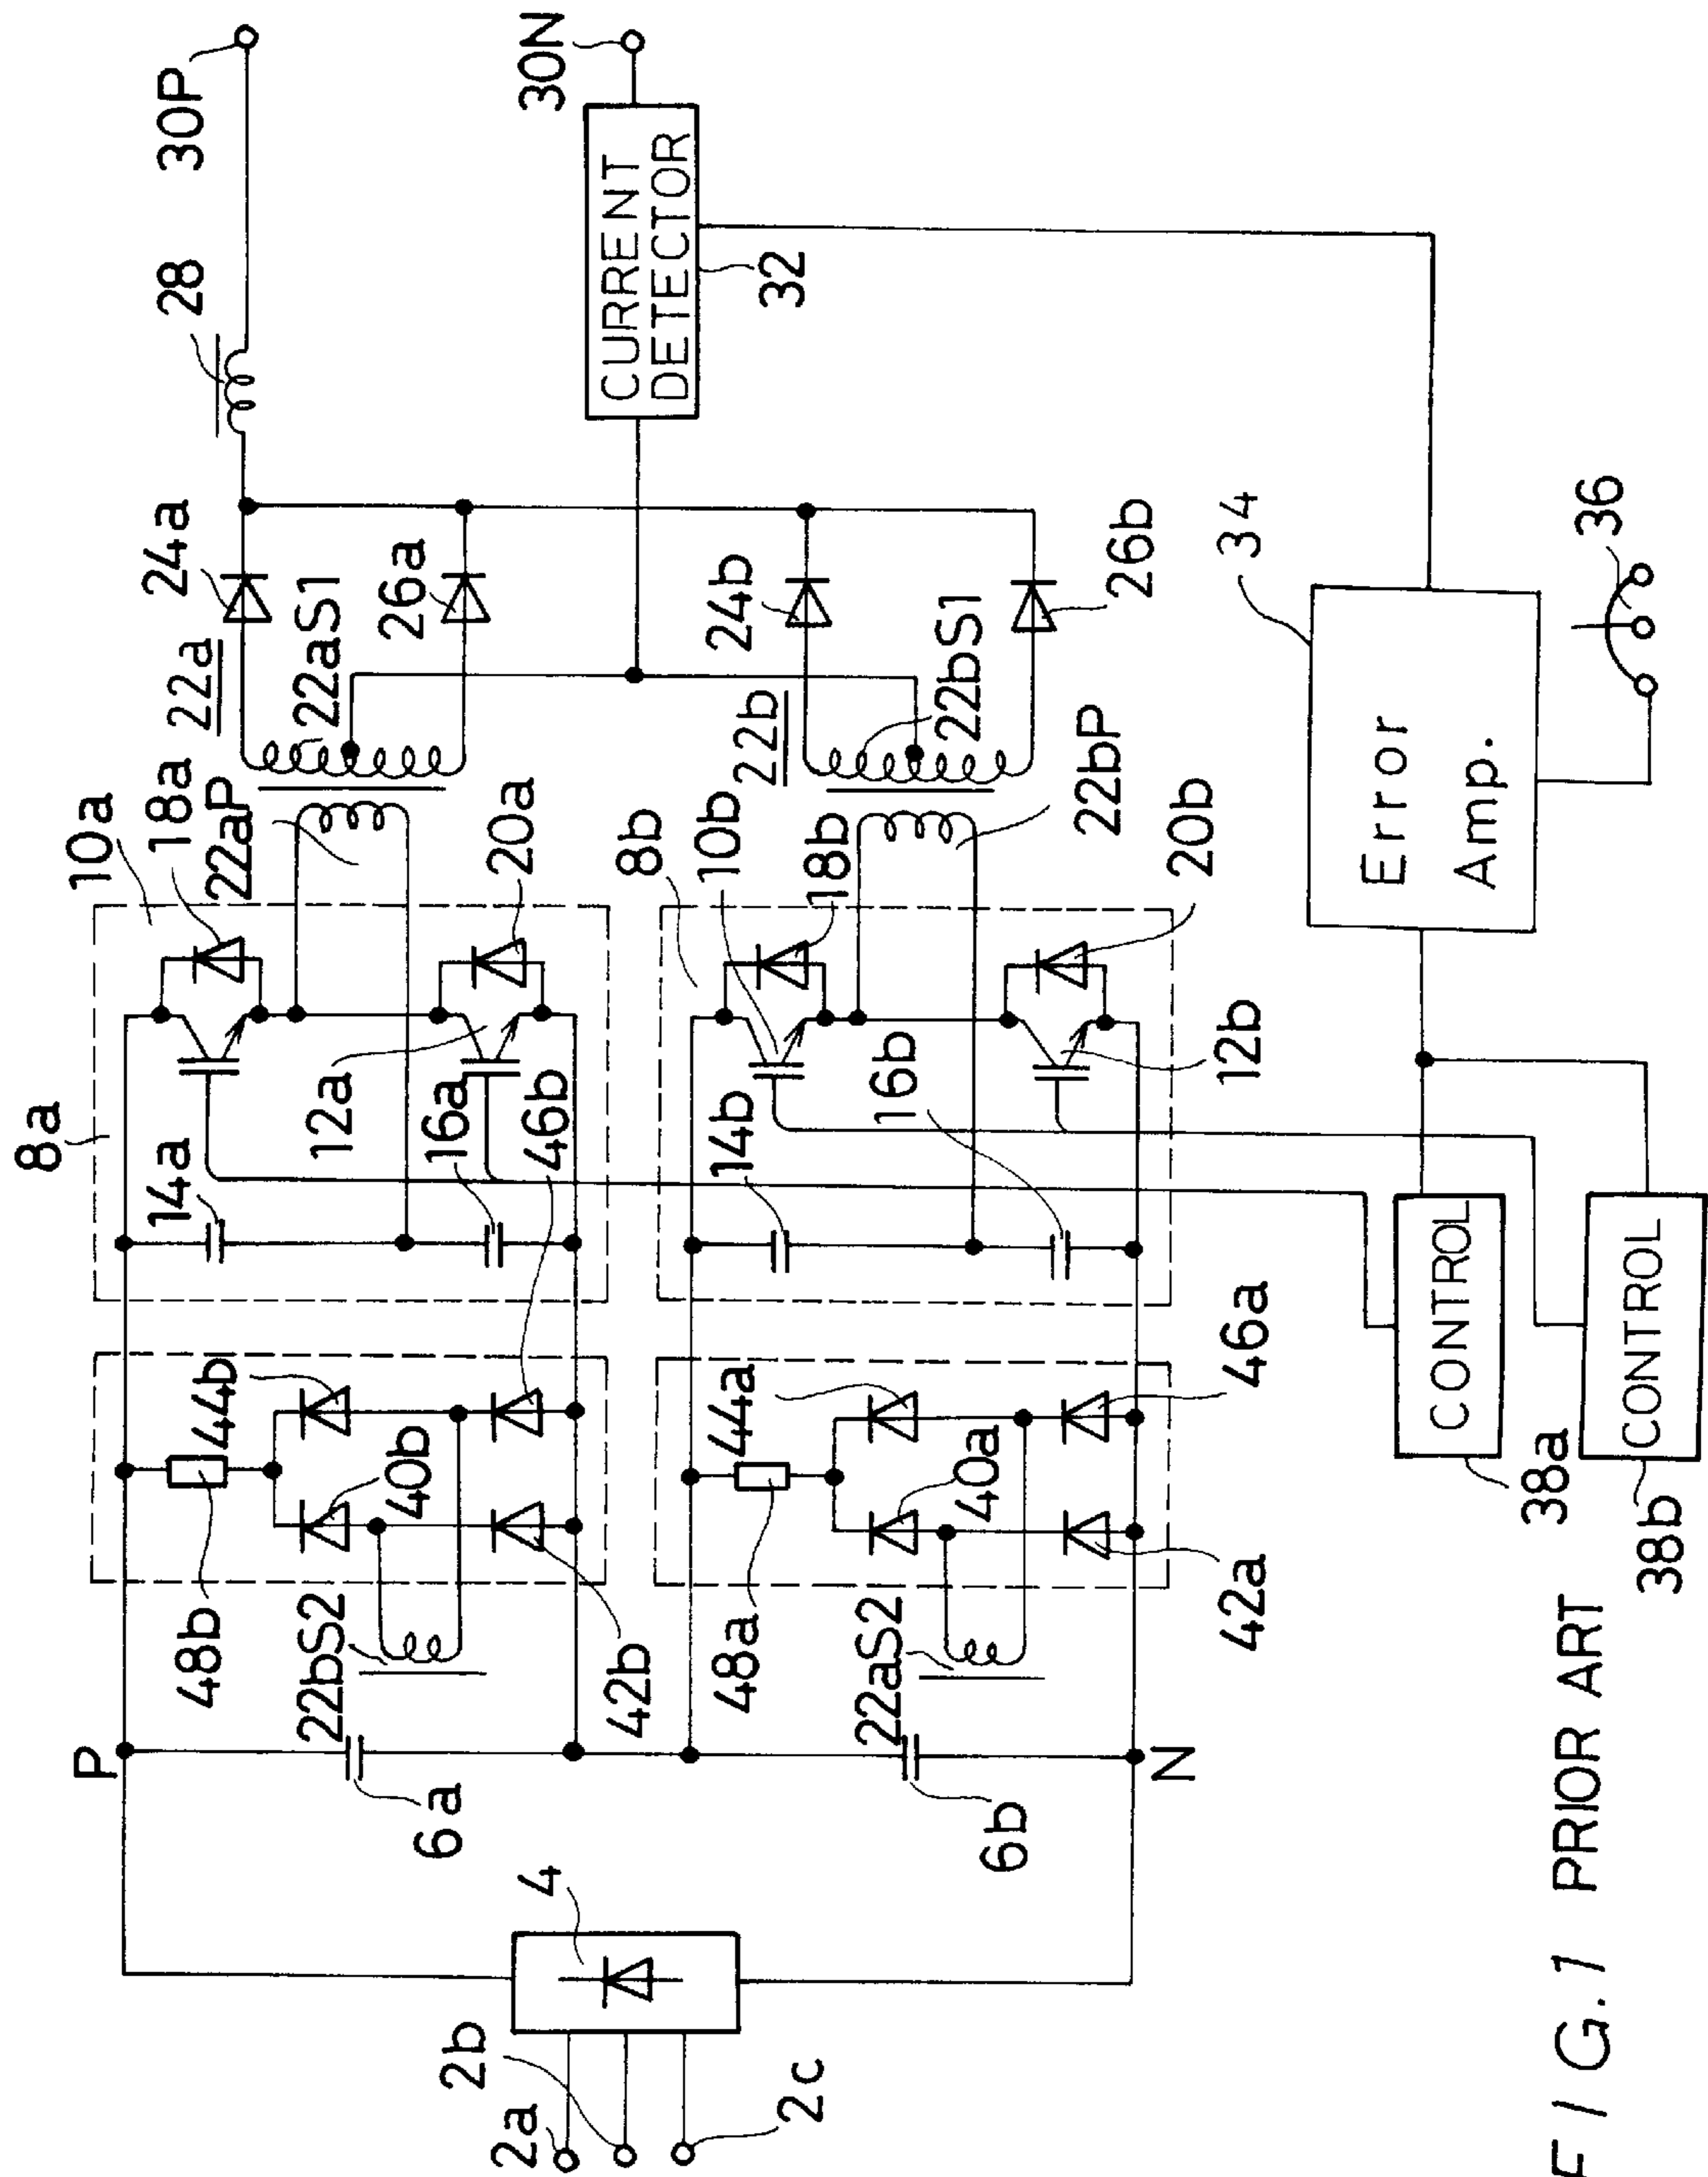 30P
30N
28
CURRENT
DETECTOR
32
24a
22a
22aS1
26a
24b
22b
22bS1
26b
34
Error
Amp.
36
10a
18a
22aP
20a
8b
10b
18b
22bP
20b
8a
14a
12a
16a
46b
14b
16b
12b
44b
40b
48b
22bS2
42b
44a
40a
48a
22aS2
42a
46a
CONTROL
38a
CONTROL
38b
P
6a
6b
N
4
2a
2b
2c
FIG. 1 PRIOR ART